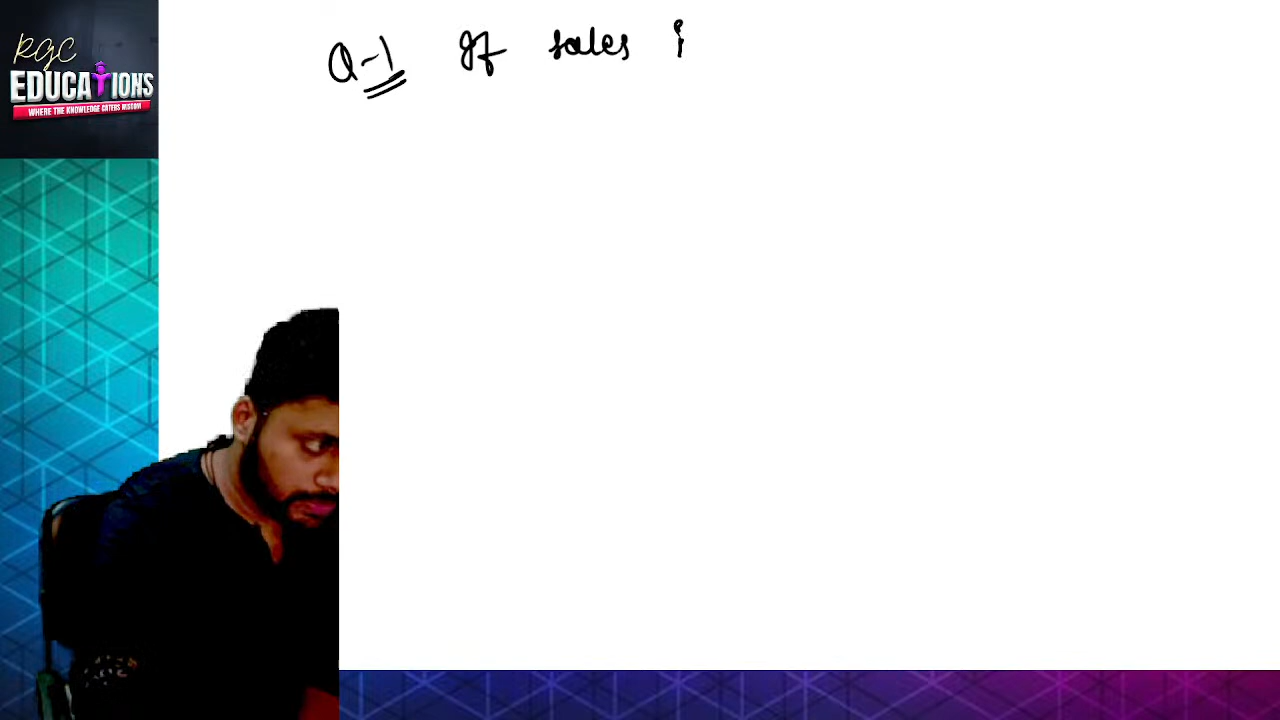 RGC
EDUCATIONS
WHERE THE KNOWLEDGE CATERS WISDOM
Q-1 If sales i